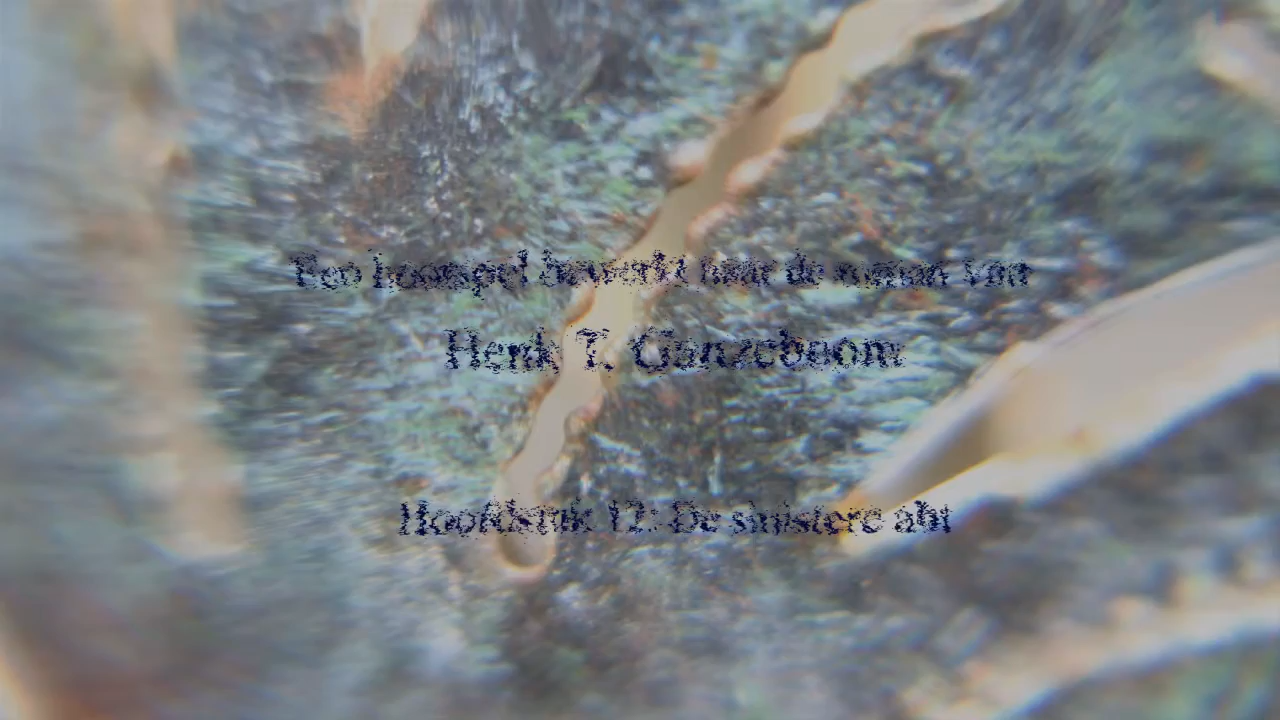 Een hoorspel bewerkt naar de roman van
Henk T. Ganzeboom
Hoofdstuk 12: De sinistere abt